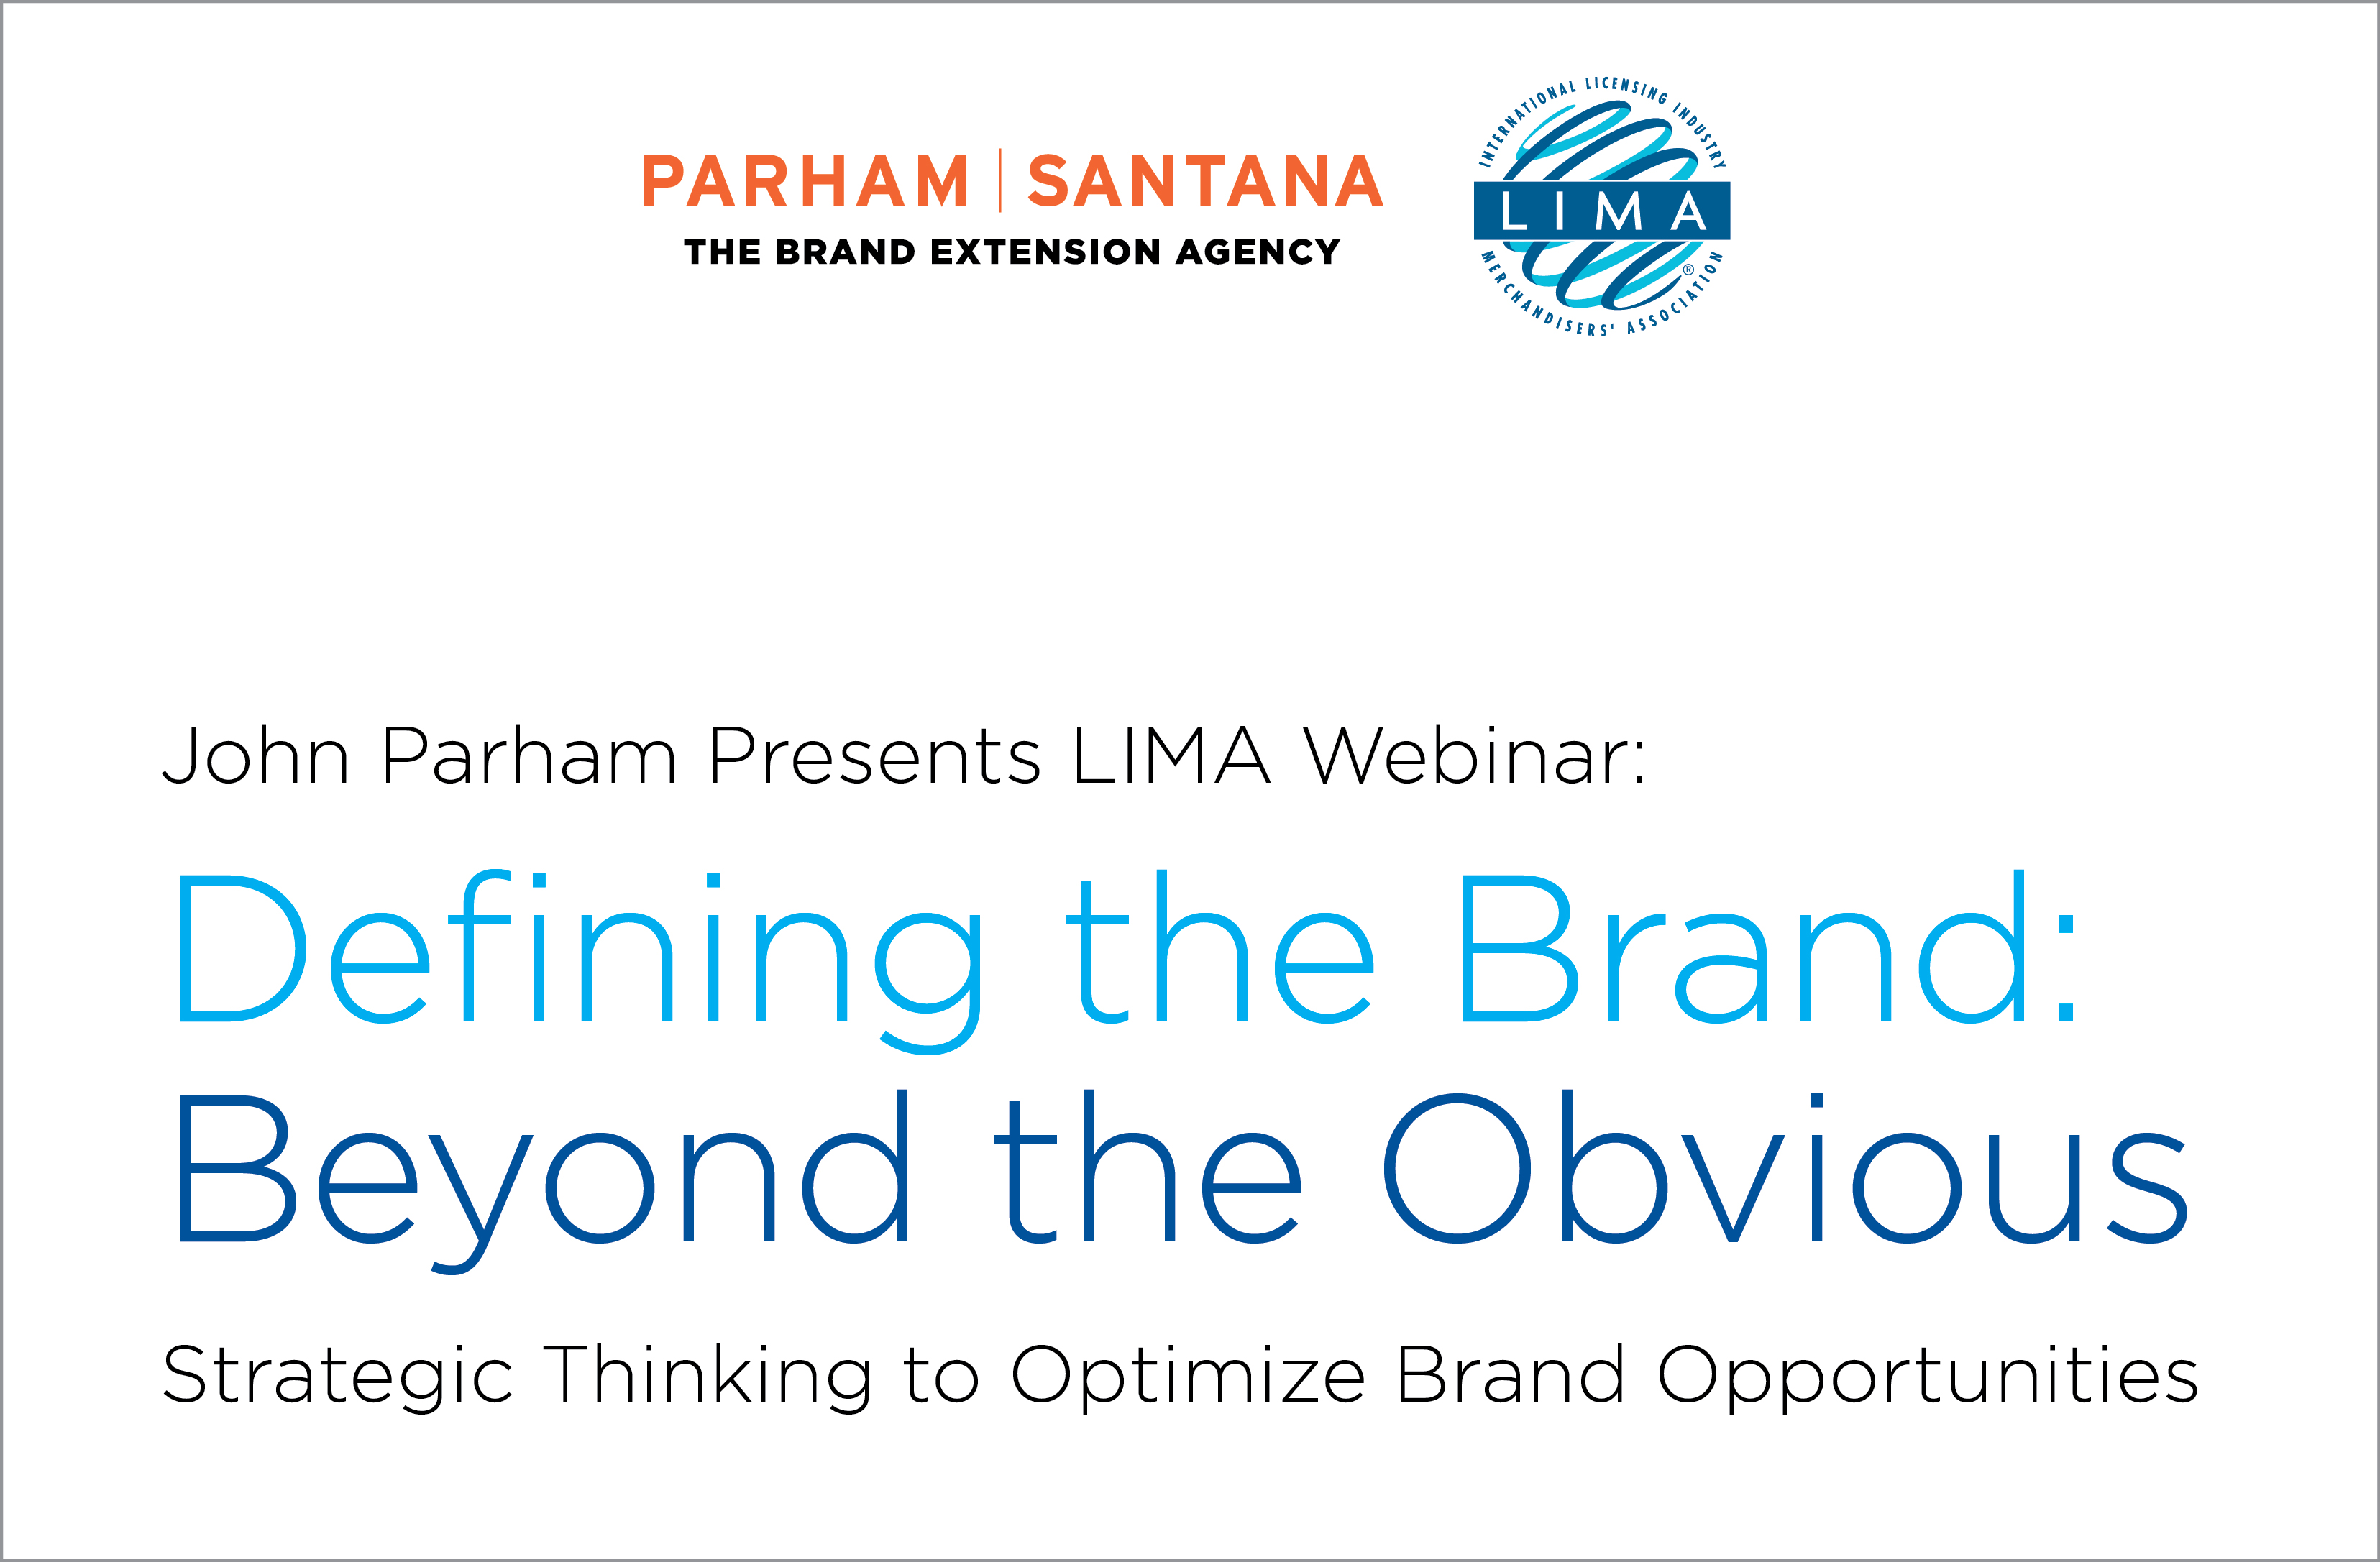 PARHAM | SANTANA
THE BRAND EXTENSION AGENCY
INTERNATIONAL LICENSING INDUSTRY
LIMA
®
MERCHANDISERS' ASSOCIATION
John Parham Presents LIMA Webinar:
Defining the Brand:
Beyond the Obvious
Strategic Thinking to Optimize Brand Opportunities